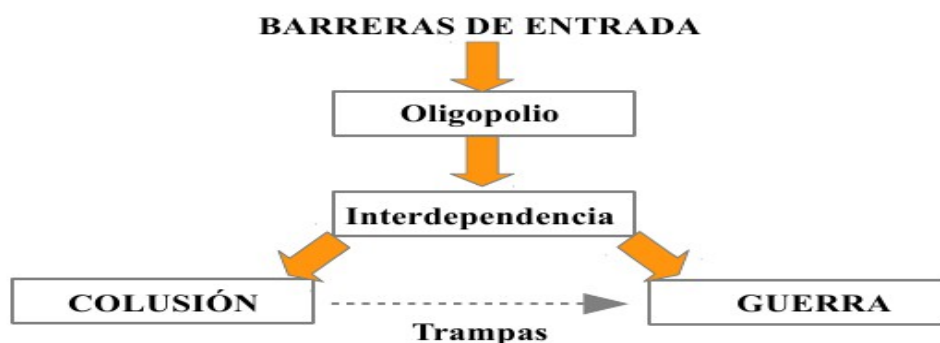 BARRERAS DE ENTRADA
Oligopolio
Interdependencia
COLUSIÓN
GUERRA
Trampas